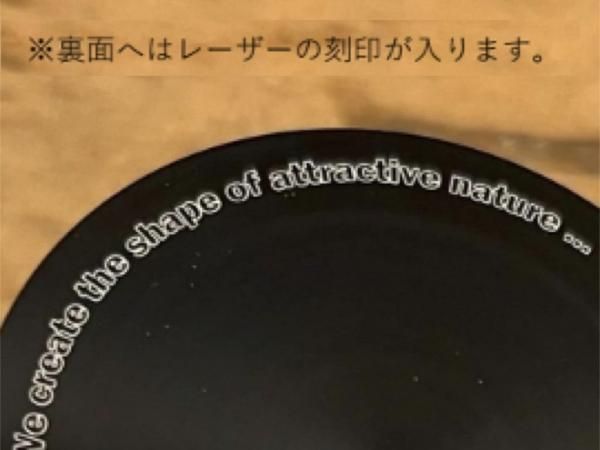 ※裏面へはレーザーの刻印が入ります。
We create the shape of attractive nature ...